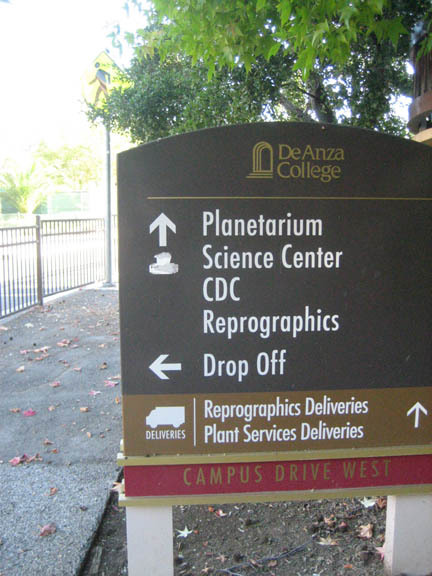 De Anza
College
Planetarium
Science Center
CDC
Reprographics
Drop Off
DELIVERIES
Reprographics Deliveries
Plant Services Deliveries
CAMPUS DRIVE WEST